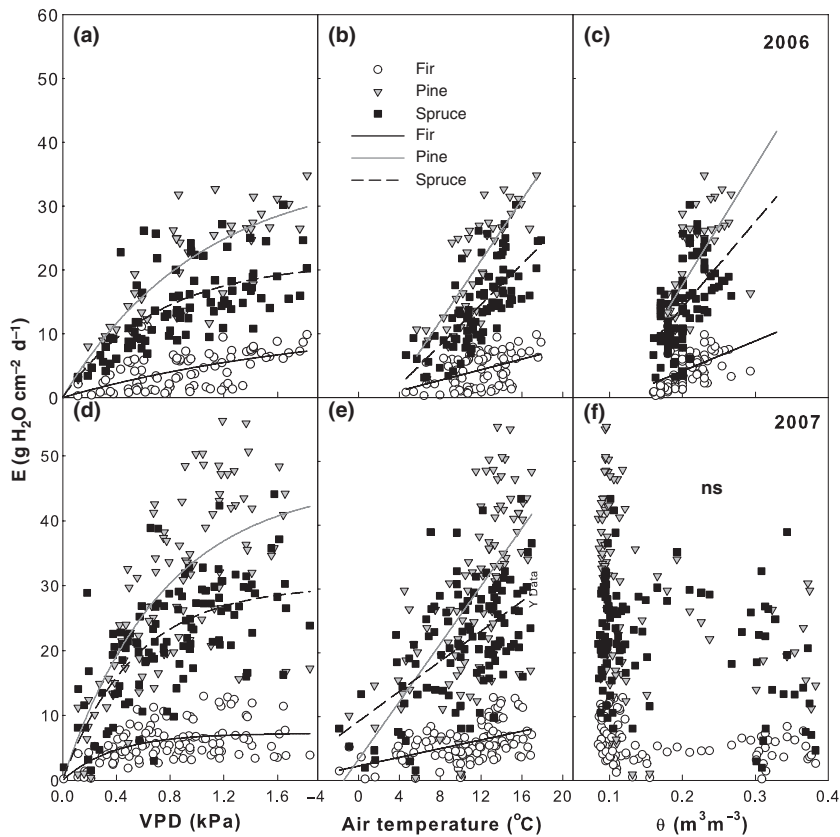 60
50
40
30
20
10
0
(a)
(b)
(c)
2006
Fir
Pine
Spruce
Fir
Pine
Spruce
E (g H₂O cm⁻² d⁻¹)
50
40
30
20
10
0
(d)
(e)
(f)
2007
ns
Y Data
0.0 0.4 0.8 1.2 1.6 −4 0 4 8 12 16 20 0.1 0.2 0.3 0.4
VPD (kPa) Air temperature (°C) θ (m³m⁻³)